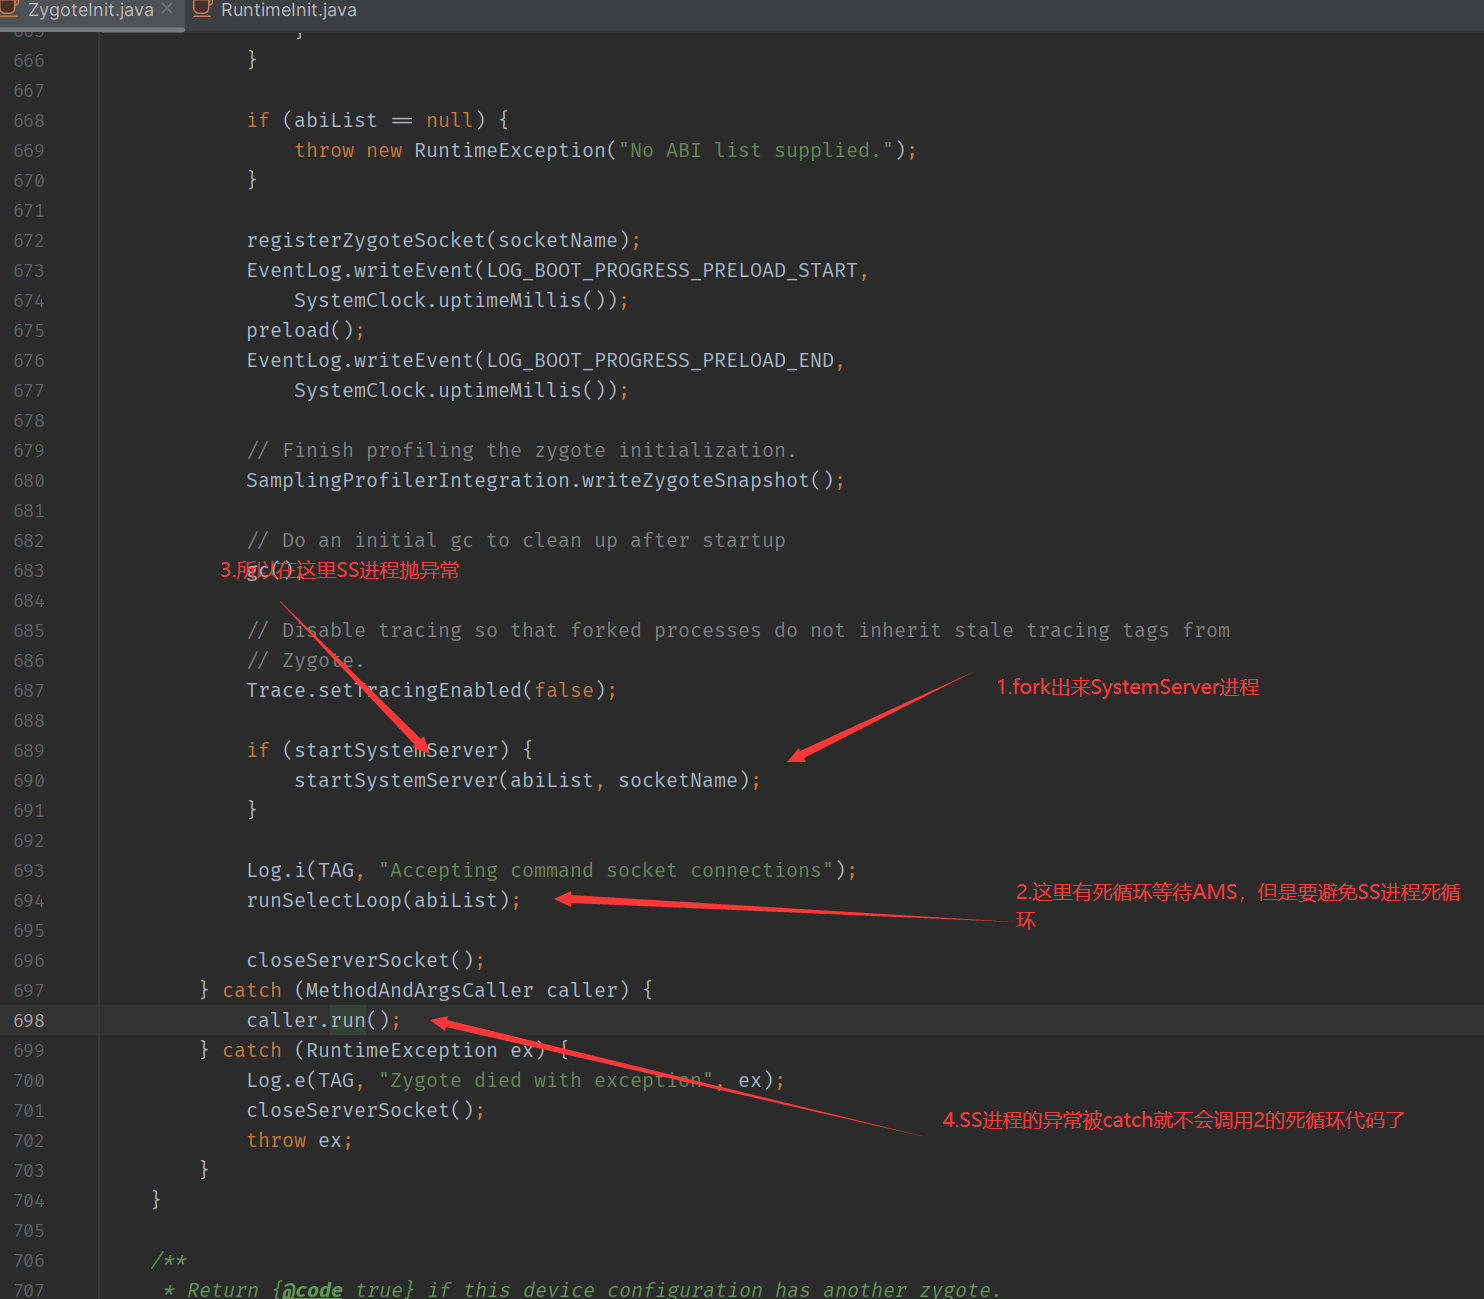 ZygoteInit.java RuntimeInit.java
665 }
666 }
667
668 if (abiList == null) {
669 throw new RuntimeException("No ABI list supplied.");
670 }
671
672 registerZygoteSocket(socketName);
673 EventLog.writeEvent(LOG_BOOT_PROGRESS_PRELOAD_START,
674 SystemClock.uptimeMillis());
675 preload();
676 EventLog.writeEvent(LOG_BOOT_PROGRESS_PRELOAD_END,
677 SystemClock.uptimeMillis());
678
679 // Finish profiling the zygote initialization.
680 SamplingProfilerIntegration.writeZygoteSnapshot();
681
682 // Do an initial gc to clean up after startup
683 gc();
3.所以在这里SS进程抛异常
684
685 // Disable tracing so that forked processes do not inherit stale tracing tags from
686 // Zygote.
687 Trace.setTracingEnabled(false);
1.fork出来SystemServer进程
688
689 if (startSystemServer) {
690 startSystemServer(abiList, socketName);
691 }
692
693 Log.i(TAG, "Accepting command socket connections");
694 runSelectLoop(abiList);
2.这里有死循环等待AMS，但是要避免SS进程死循
环
695
696 closeServerSocket();
697 } catch (MethodAndArgsCaller caller) {
698 caller.run();
699 } catch (RuntimeException ex) {
700 Log.e(TAG, "Zygote died with exception", ex);
701 closeServerSocket();
4.SS进程的异常被catch就不会调用2的死循环代码了
702 throw ex;
703 }
704 }
705
706 /**
707 * Return {@code true} if this device configuration has another zygote.